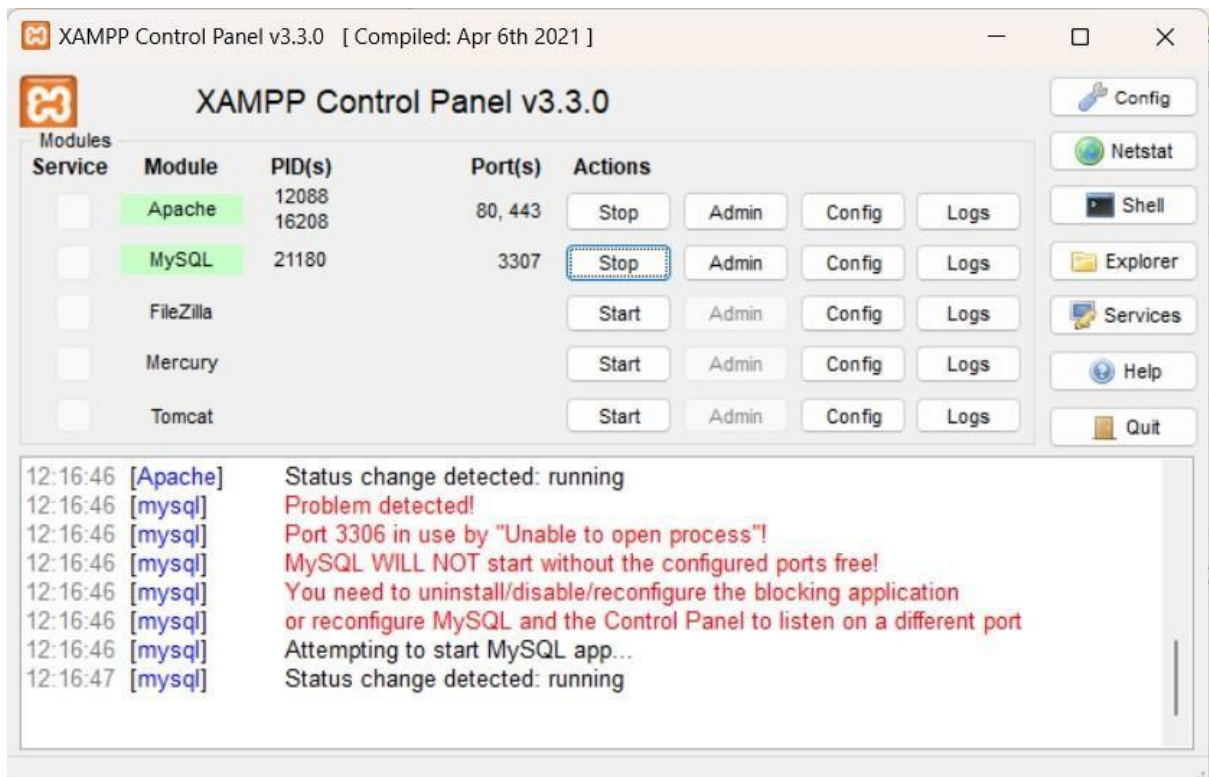 XAMPP Control Panel v3.3.0 [ Compiled: Apr 6th 2021 ]
XAMPP Control Panel v3.3.0
Config
Modules
Service Module PID(s) Port(s) Actions
Netstat
Apache 12088 16208 80, 443 Stop Admin Config Logs
Shell
MySQL 21180 3307 Stop Admin Config Logs
Explorer
FileZilla Start Admin Config Logs
Services
Mercury Start Admin Config Logs
Help
Tomcat Start Admin Config Logs
Quit
12:16:46 [Apache] Status change detected: running
12:16:46 [mysql] Problem detected!
12:16:46 [mysql] Port 3306 in use by "Unable to open process"!
12:16:46 [mysql] MySQL WILL NOT start without the configured ports free!
12:16:46 [mysql] You need to uninstall/disable/reconfigure the blocking application
12:16:46 [mysql] or reconfigure MySQL and the Control Panel to listen on a different port
12:16:46 [mysql] Attempting to start MySQL app...
12:16:47 [mysql] Status change detected: running